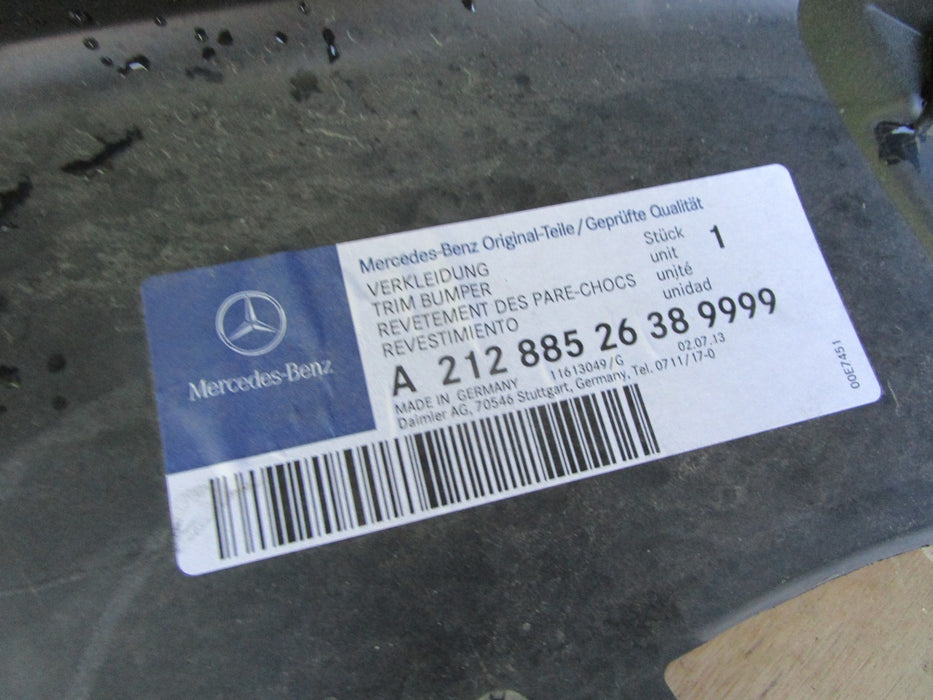 Mercedes-Benz
Mercedes-Benz Original-Teile/Geprüfte Qualität
VERKLEIDUNG
TRIM BUMPER
REVETEMENT DES PARE-CHOCS
REVESTIMIENTO
Stück 1
unit
unité
unidad
A 212 885 26 38 9999
MADE IN GERMANY 11613049/G 02.07.13
Daimler AG, 70546 Stuttgart, Germany, Tel. 0711/17-0
00E7451